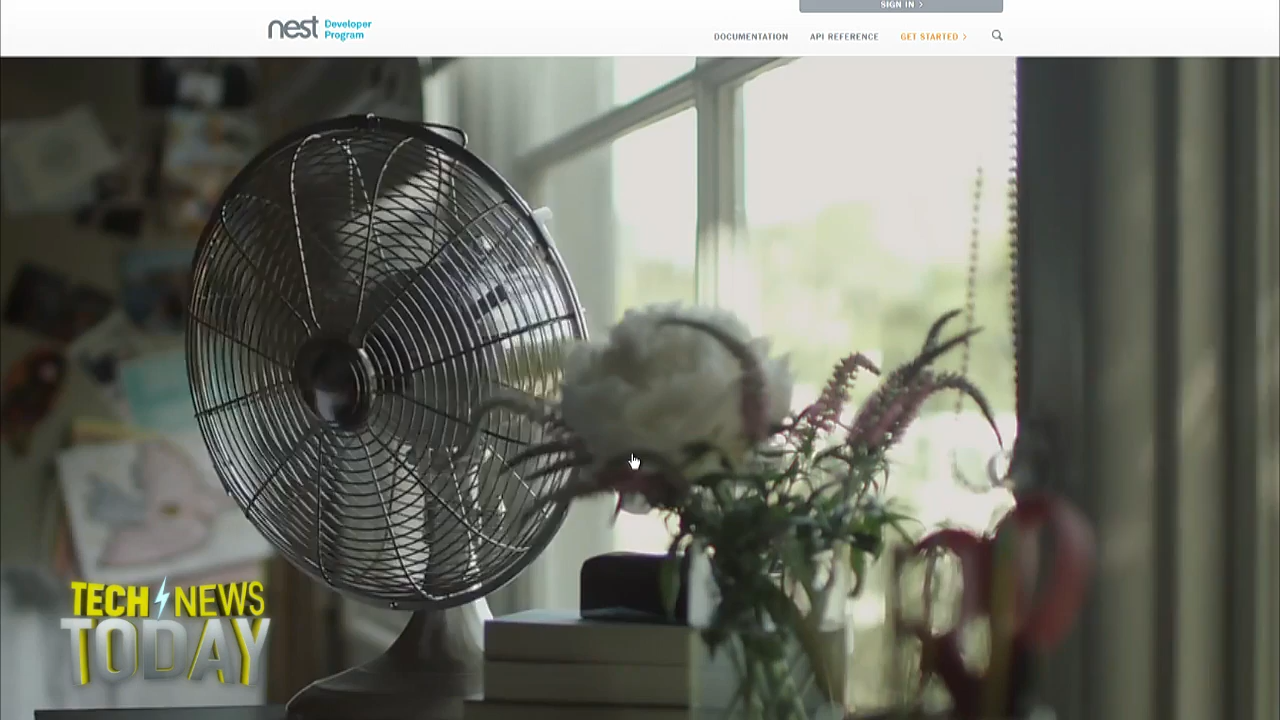 SIGN IN >
nest Developer
Program
DOCUMENTATION
API REFERENCE
GET STARTED >
TECH NEWS
TODAY